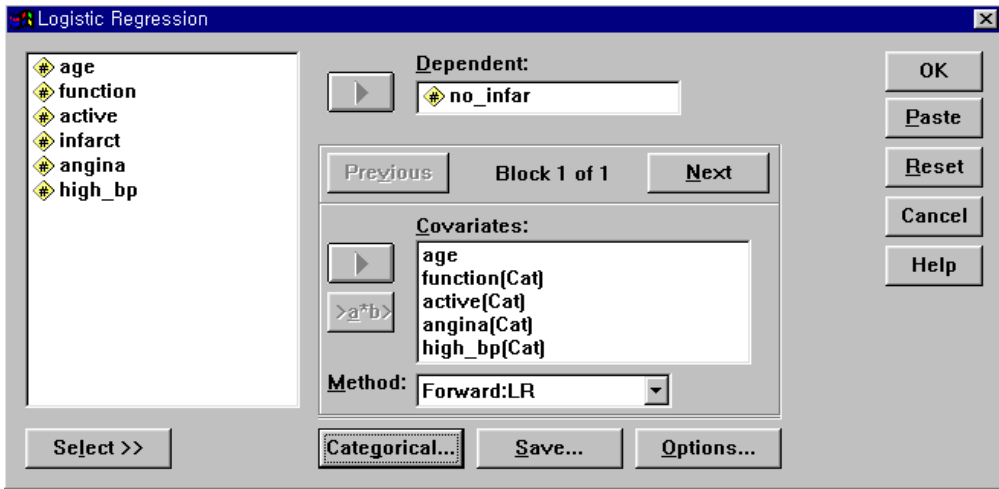 Logistic Regression
age
function
active
infarct
angina
high_bp
Select >>
Dependent:
no_infar
Previous
Block 1 of 1
Next
Covariates:
age
function(Cat)
active(Cat)
angina(Cat)
high_bp(Cat)
>a*b>
Method:
Forward:LR
Categorical...
Save...
Options...
OK
Paste
Reset
Cancel
Help